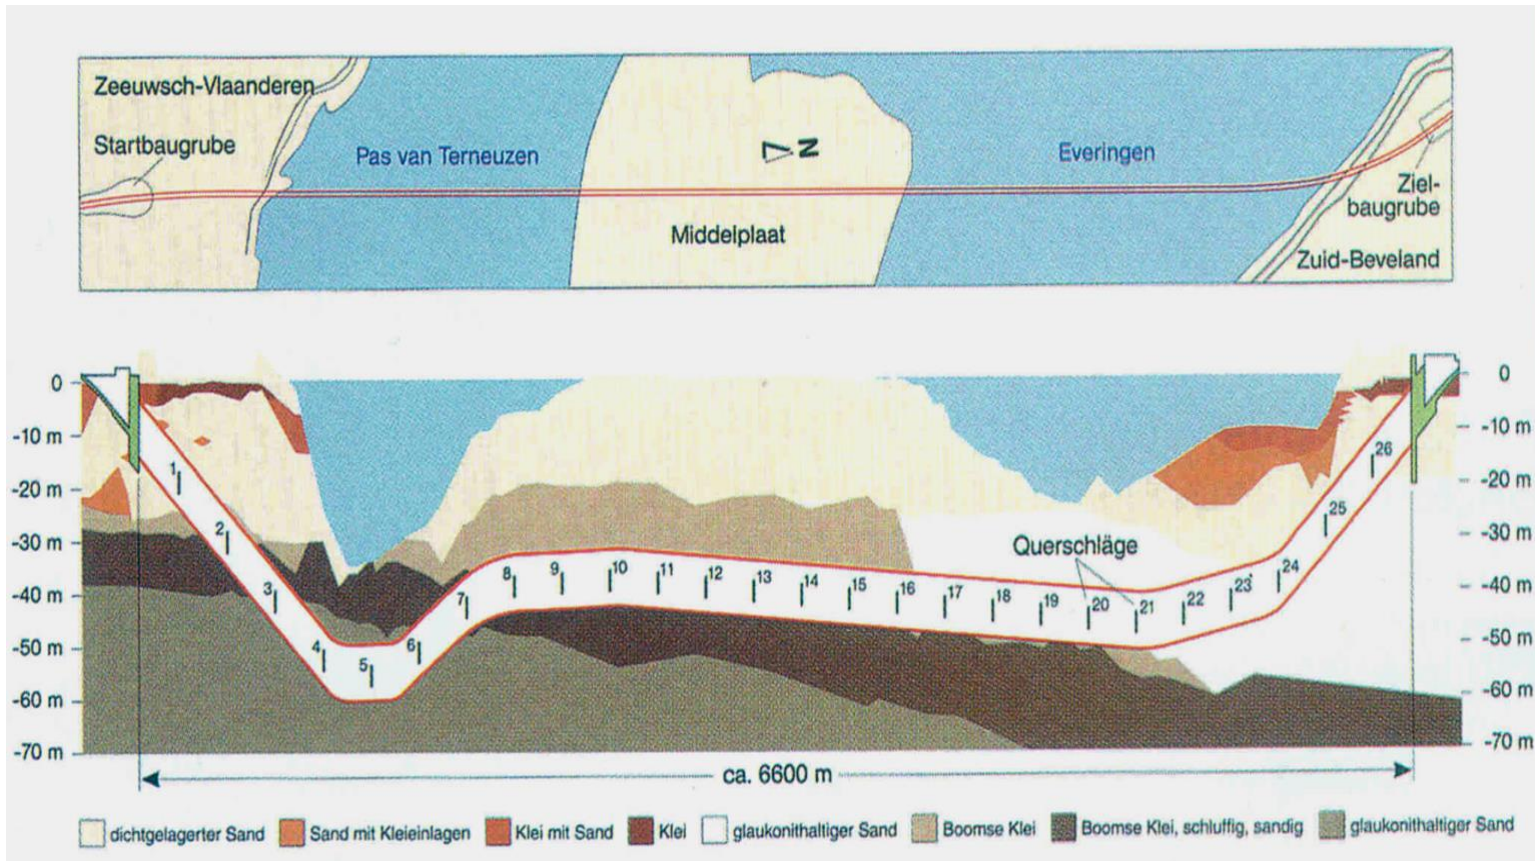 Zeeuwsch-Vlaanderen
Startbaugrube
Pas van Terneuzen
N
Everingen
Middelplaat
Ziel-
baugrube
Zuid-Beveland
0
-10 m
-20 m
-30 m
-40 m
-50 m
-60 m
-70 m
0
-10 m
-20 m
-30 m
-40 m
-50 m
-60 m
-70 m
Querschläge
1
2
3
4
5
6
7
8
9
10
11
12
13
14
15
16
17
18
19
20
21
22
23
24
25
26
ca. 6600 m
dichtgelagerter Sand
Sand mit Kleieinlagen
Klei mit Sand
Klei
glaukonithaltiger Sand
Boomse Klei
Boomse Klei, schluffig, sandig
glaukonithaltiger Sand